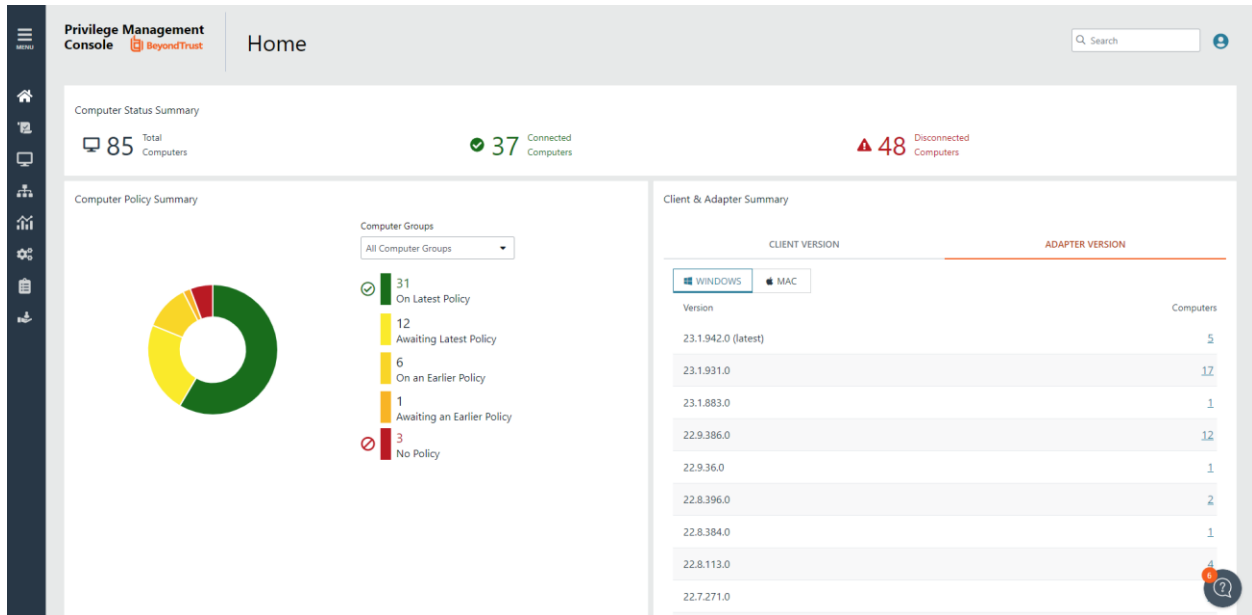 MENU
Privilege Management
Console BeyondTrust
Home
Search
Computer Status Summary
85 Total Computers
37 Connected Computers
48 Disconnected Computers
Computer Policy Summary
Computer Groups
All Computer Groups
31
On Latest Policy
12
Awaiting Latest Policy
6
On an Earlier Policy
1
Awaiting an Earlier Policy
3
No Policy
Client & Adapter Summary
CLIENT VERSION ADAPTER VERSION
WINDOWS MAC
Version Computers
23.1.942.0 (latest) 5
23.1.931.0 17
23.1.883.0 1
22.9.386.0 12
22.9.36.0 1
22.8.396.0 2
22.8.384.0 1
22.8.113.0 4
22.7.271.0
6
?